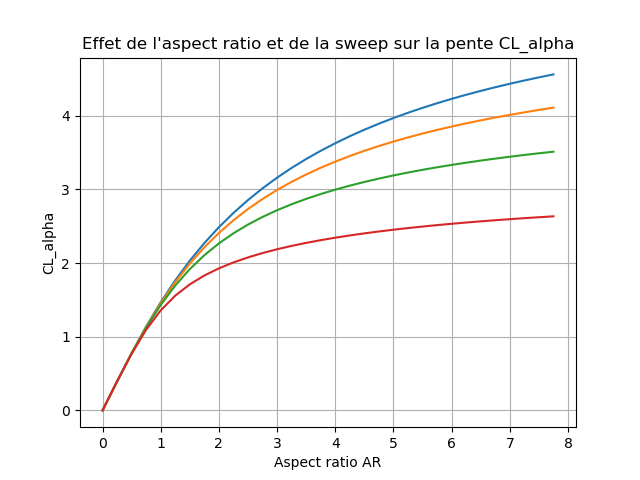 Effet de l'aspect ratio et de la sweep sur la pente CL_alpha
CL_alpha
4
3
2
1
0
0 1 2 3 4 5 6 7 8
Aspect ratio AR